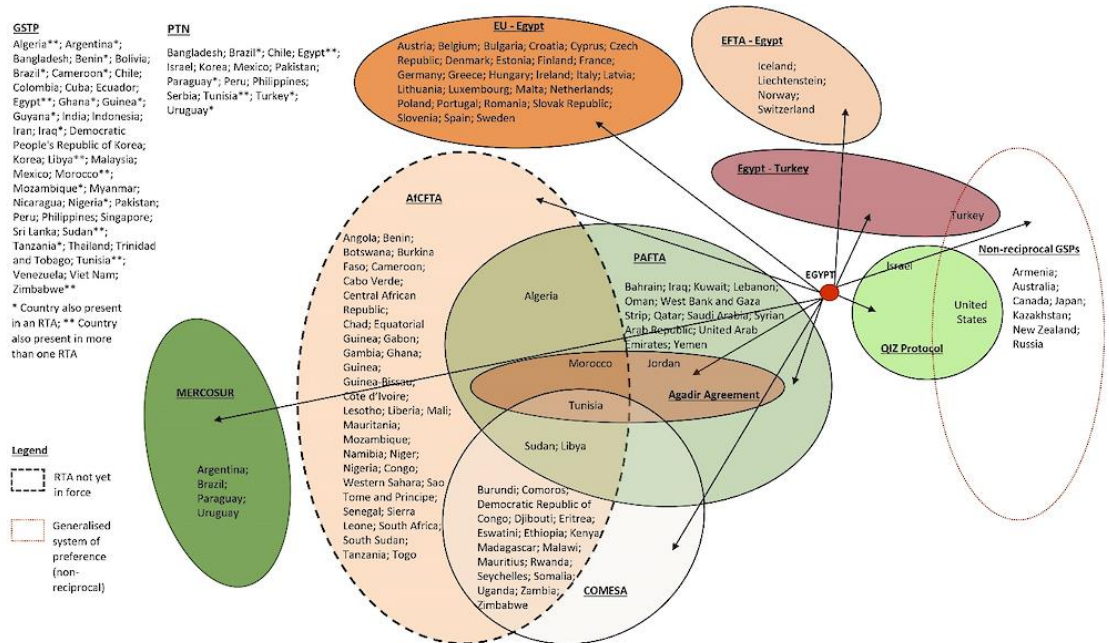 GSTP
Algeria**; Argentina*;
Bangladesh; Benin*; Bolivia;
Brazil*; Cameroon*; Chile;
Colombia; Cuba; Ecuador;
Egypt**; Ghana*; Guinea*;
Guyana*; India; Indonesia;
Iran; Iraq*; Democratic
People's Republic of Korea;
Korea; Libya**; Malaysia;
Mexico; Morocco**;
Mozambique*; Myanmar;
Nicaragua; Nigeria*; Pakistan;
Peru; Philippines; Singapore;
Sri Lanka; Sudan**;
Tanzania*; Thailand; Trinidad
and Tobago; Tunisia**;
Venezuela; Viet Nam;
Zimbabwe**
* Country also present
in an RTA; ** Country
also present in more
than one RTA
PTN
Bangladesh; Brazil*; Chile; Egypt**;
Israel; Korea; Mexico; Pakistan;
Paraguay*; Peru; Philippines;
Serbia; Tunisia**; Turkey*;
Uruguay*
EU - Egypt
Austria; Belgium; Bulgaria; Croatia; Cyprus; Czech
Republic; Denmark; Estonia; Finland; France;
Germany; Greece; Hungary; Ireland; Italy; Latvia;
Lithuania; Luxembourg; Malta; Netherlands;
Poland; Portugal; Romania; Slovak Republic;
Slovenia; Spain; Sweden
EFTA - Egypt
Iceland;
Liechtenstein;
Norway;
Switzerland
Egypt - Turkey
Turkey
Non-reciprocal GSPs
Armenia;
Australia;
Canada; Japan;
Kazakhstan;
New Zealand;
Russia
EGYPT
Israel
United
States
QIZ Protocol
AfCFTA
Angola; Benin;
Botswana; Burkina
Faso; Cameroon;
Cabo Verde;
Central African
Republic;
Chad; Equatorial
Guinea; Gabon;
Gambia; Ghana;
Guinea;
Guinea-Bissau;
Cote d'Ivoire;
Lesotho; Liberia; Mali;
Mauritania;
Mozambique;
Namibia; Niger;
Nigeria; Congo;
Western Sahara; Sao
Tome and Principe;
Senegal; Sierra
Leone; South Africa;
South Sudan;
Tanzania; Togo
Algeria
PAFTA
Bahrain; Iraq; Kuwait; Lebanon;
Oman; West Bank and Gaza
Strip; Qatar; Saudi Arabia; Syrian
Arab Republic; United Arab
Emirates; Yemen
Morocco
Jordan
Agadir Agreement
Tunisia
Sudan; Libya
Burundi; Comoros;
Democratic Republic of
Congo; Djibouti; Eritrea;
Eswatini; Ethiopia; Kenya;
Madagascar; Malawi;
Mauritius; Rwanda;
Seychelles; Somalia;
Uganda; Zambia;
Zimbabwe
COMESA
MERCOSUR
Argentina;
Brazil;
Paraguay;
Uruguay
Legend
RTA not yet
in force
Generalised
system of
preference
(non-
reciprocal)